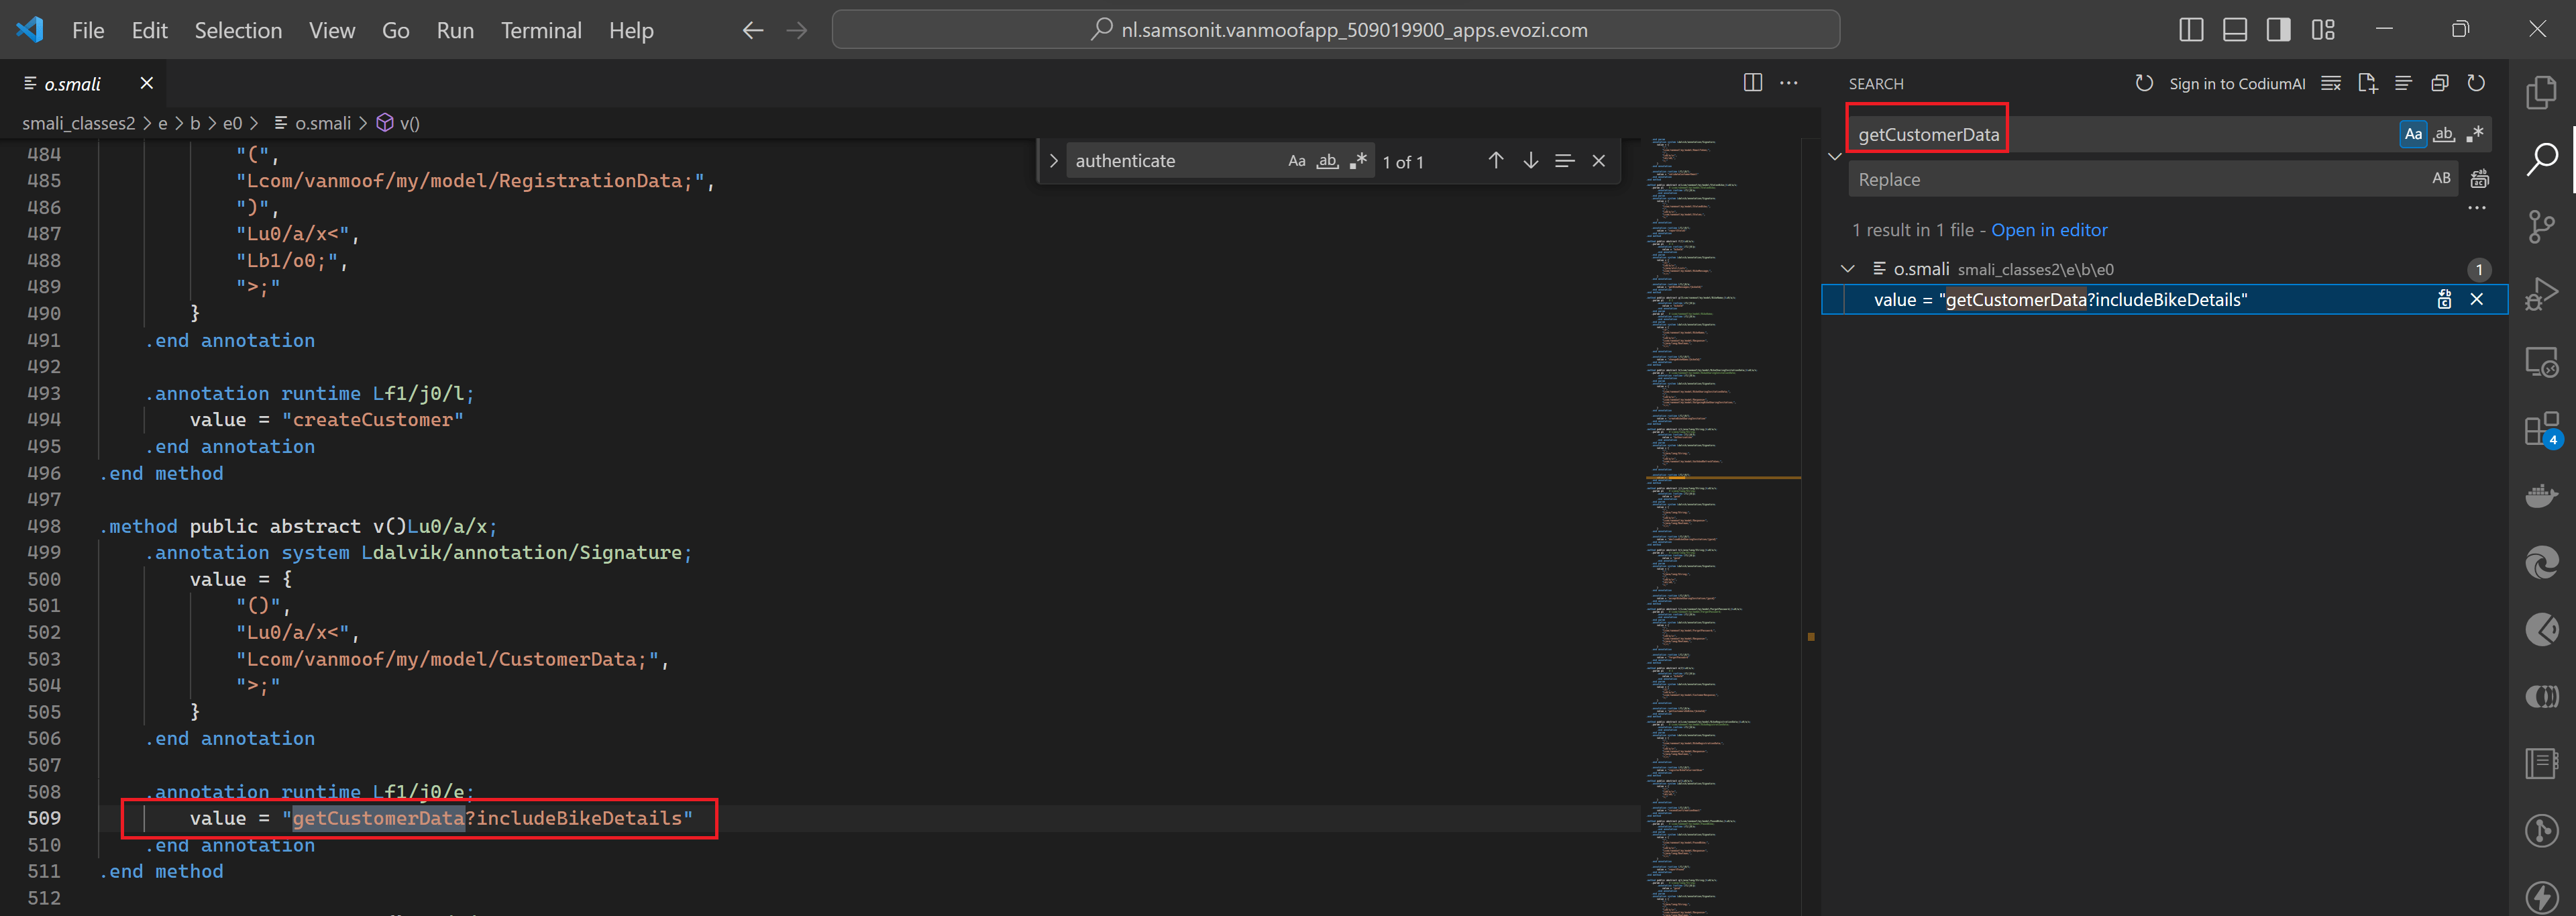 File Edit Selection View Go Run Terminal Help
nl.samsonit.vanmoofapp_509019900_apps.evozi.com
o.smali
smali_classes2 > e > b > e0 > o.smali > v()
authenticate Aa ab 1 of 1
484 "(",
485 "Lcom/vanmoof/my/model/RegistrationData;",
486 ")",
487 "Lu0/a/x<",
488 "Lb1/o0;",
489 ">;"
490 }
491 .end annotation
492
493 .annotation runtime Lf1/j0/l;
494 value = "createCustomer"
495 .end annotation
496 .end method
497
498 .method public abstract v()Lu0/a/x;
499 .annotation system Ldalvik/annotation/Signature;
500 value = {
501 "()",
502 "Lu0/a/x<",
503 "Lcom/vanmoof/my/model/CustomerData;",
504 ">;"
505 }
506 .end annotation
507
508 .annotation runtime Lf1/j0/e;
509 value = "getCustomerData?includeBikeDetails"
510 .end annotation
511 .end method
512
SEARCH
Sign in to CodiumAI
getCustomerData Aa ab
Replace AB
1 result in 1 file - Open in editor
o.smali smali_classes2\e\b\e0 1
value = "getCustomerData?includeBikeDetails"
4